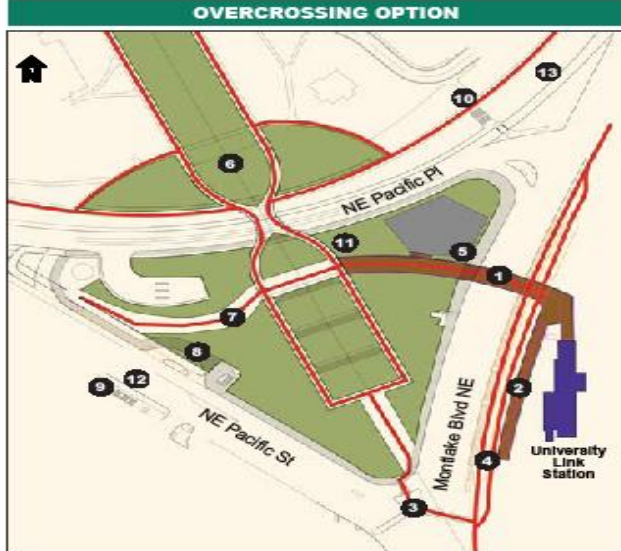 OVERCROSSING OPTION
N
13
10
6
NE Pacific Pl
11
5
1
7
8
2
9
12
NE Pacific St
Montlake Blvd NE
4
University
Link
Station
3